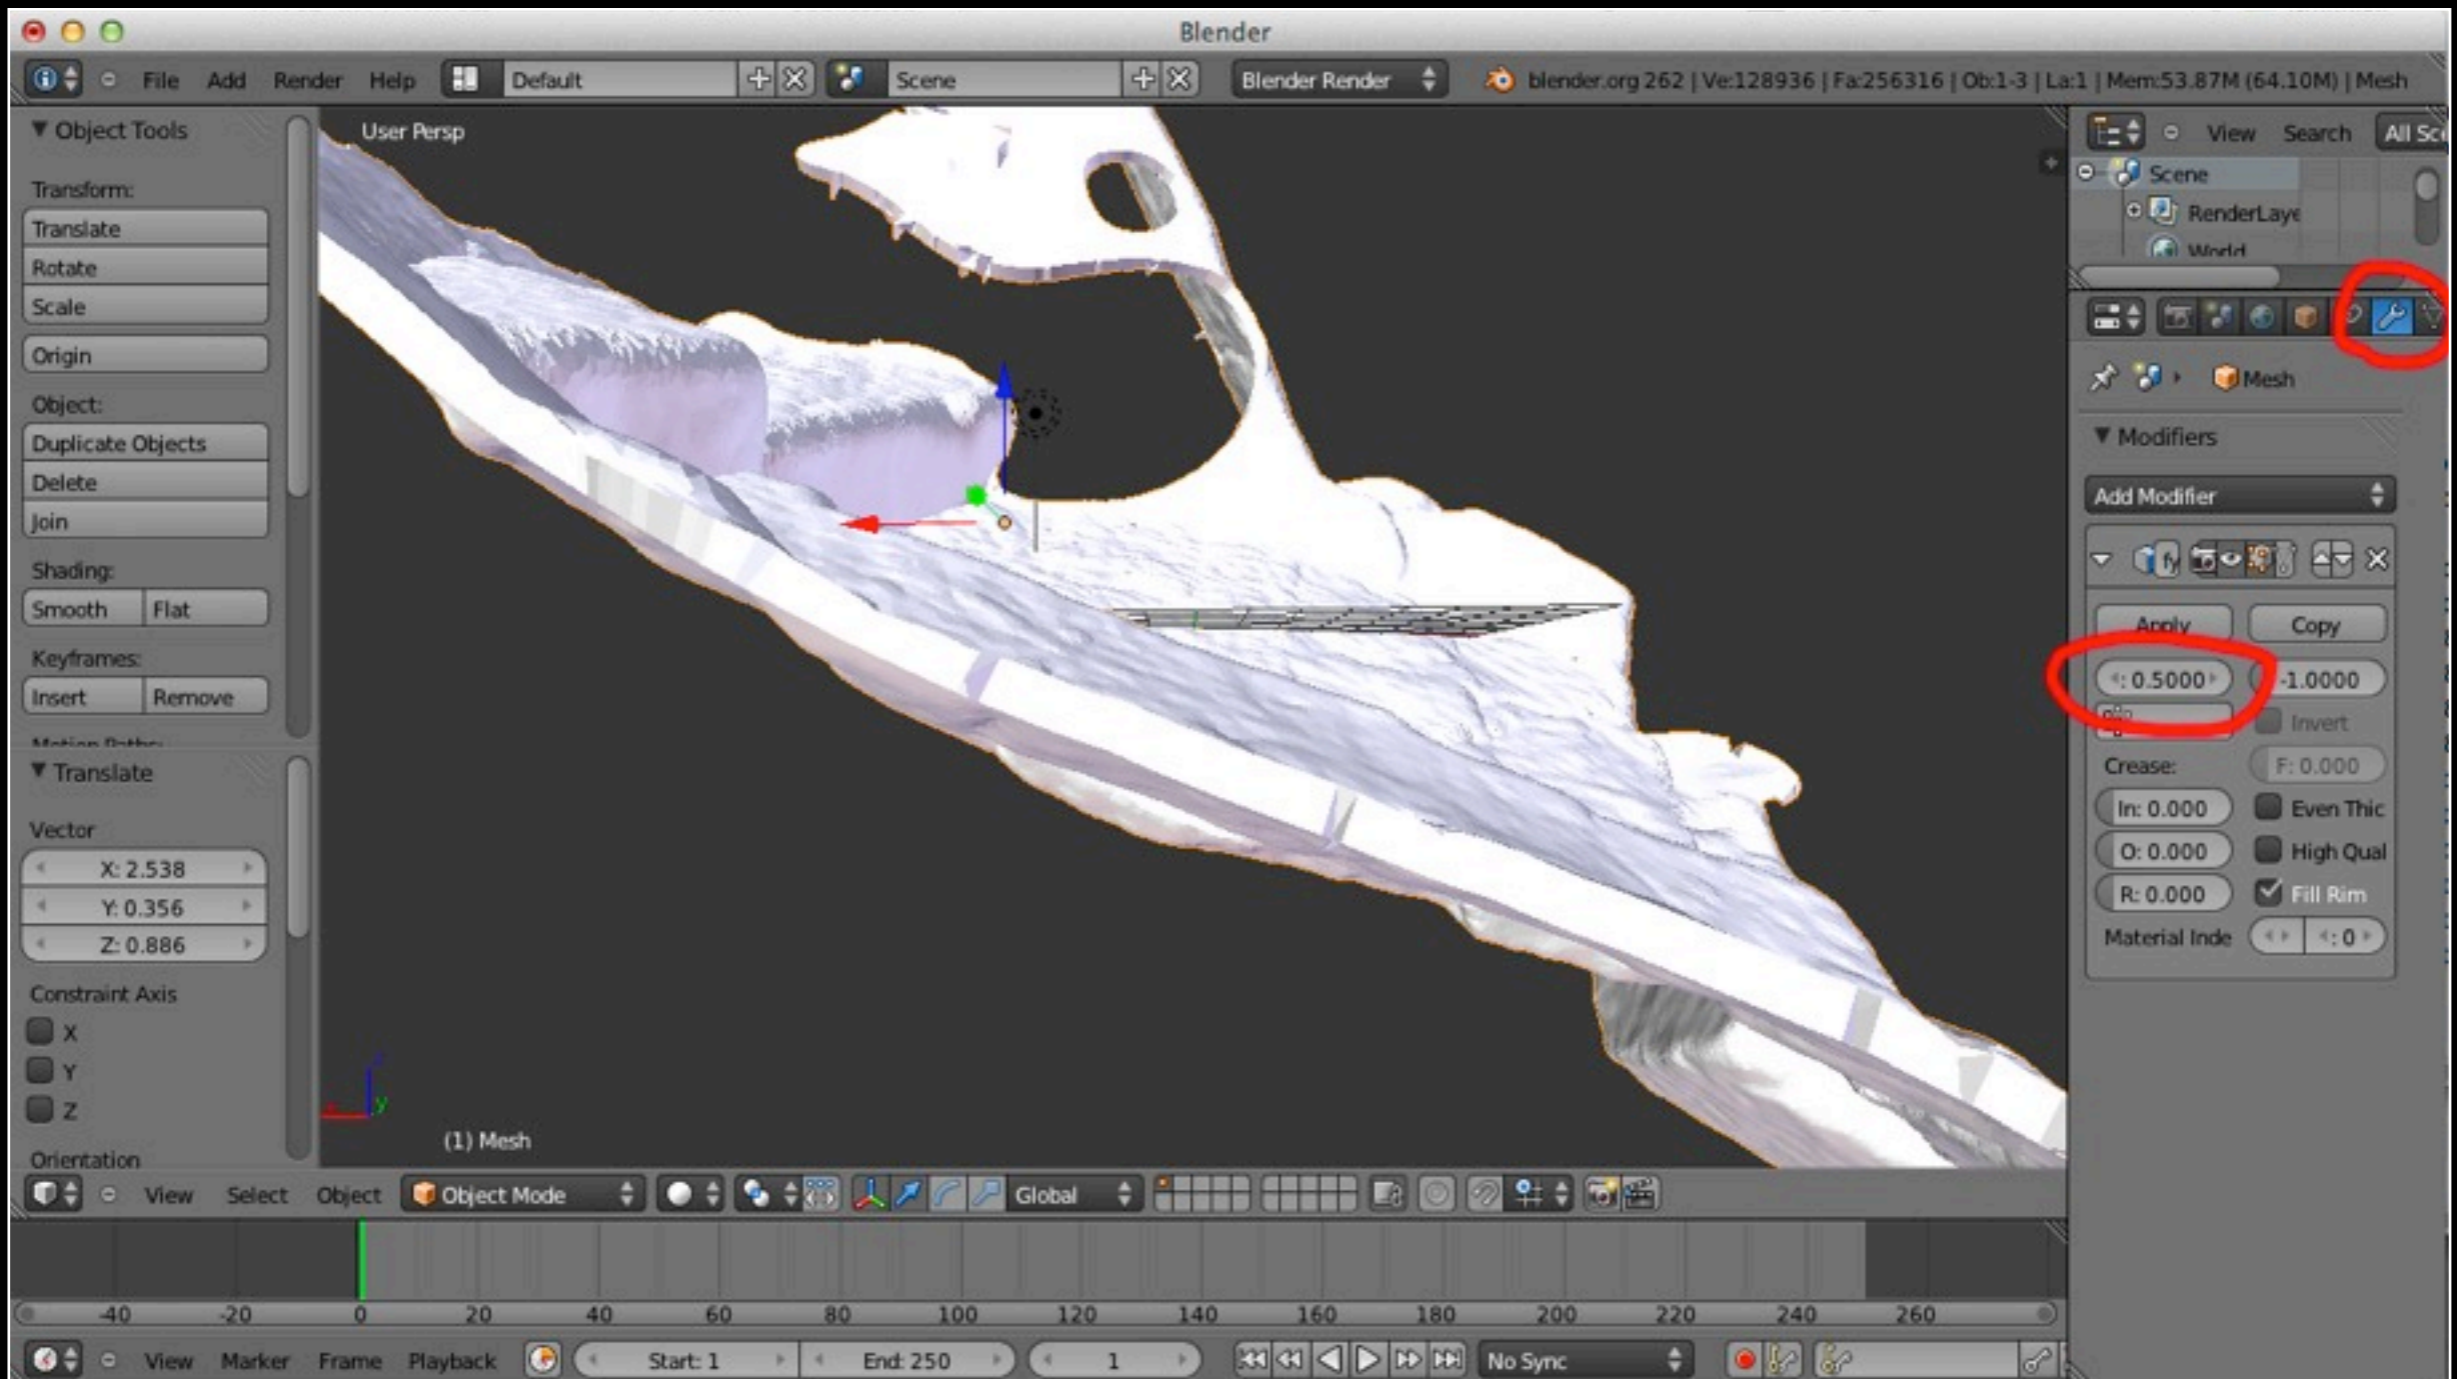 Blender
File Add Render Help Default Scene Blender Render blender.org 262 | Ve:128936 | Fa:256316 | Ob:1-3 | La:1 | Mem:53.87M (64.10M) | Mesh
Object Tools
User Persp
View Search All Sce
Scene
RenderLaye
World
Transform:
Translate
Rotate
Scale
Origin
Mesh
Object:
Duplicate Objects
Delete
Join
Modifiers
Add Modifier
Shading:
Smooth Flat
Apply Copy
Keyframes:
Insert Remove
: 0.5000 -1.0000
Invert
Motion Paths:
Translate
Crease: F: 0.000
In: 0.000 Even Thic
O: 0.000 High Qual
R: 0.000 Fill Rim
Material Inde : 0
Vector
X: 2.538
Y: 0.356
Z: 0.886
Constraint Axis
X
Y
Z
Orientation
y
(1) Mesh
View Select Object Object Mode Global
-40 -20 0 20 40 60 80 100 120 140 160 180 200 220 240 260
View Marker Frame Playback Start: 1 End: 250 1 No Sync